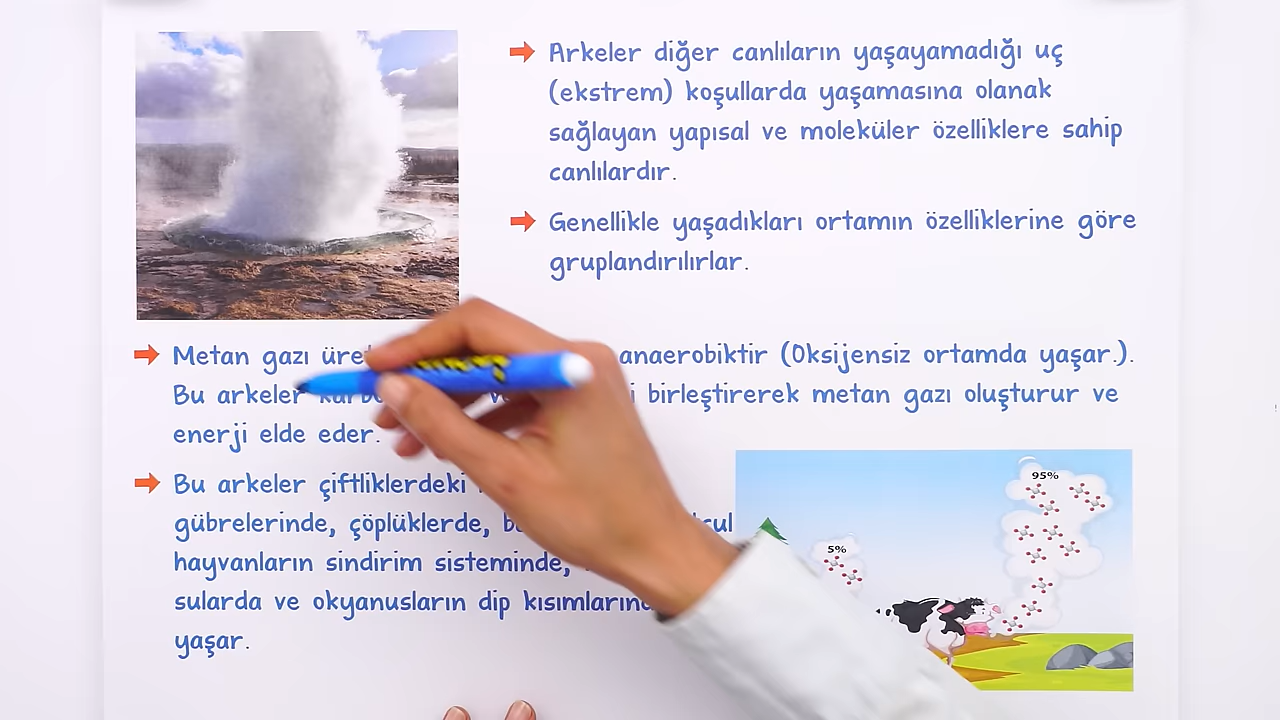 Arkeler diğer canlıların yaşayamadığı uç
(ekstrem) koşullarda yaşamasına olanak
sağlayan yapısal ve moleküler özelliklere sahip
canlılardır.
Genellikle yaşadıkları ortamın özelliklerine göre
gruplandırılırlar.
Metan gazı anaerobiktir (Oksijensiz ortamda yaşar.).
Bu arkeler birleştirerek metan gazı oluşturur ve
enerji elde eder.
Bu arkeler çiftliklerdeki
gübrelerinde, çöplüklerde,
hayvanların sindirim sisteminde,
sularda ve okyanusların dip
yaşar.
95%
5%